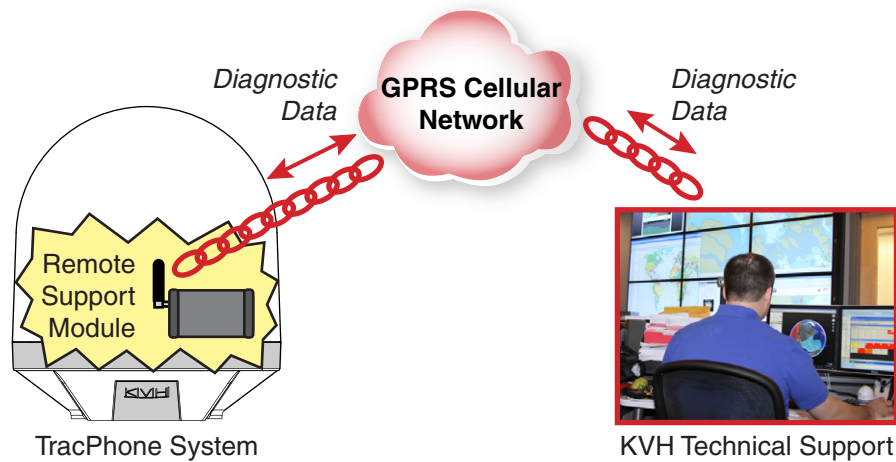 Diagnostic
Data
GPRS Cellular
Network
Diagnostic
Data
Remote
Support
Module
KVH
TracPhone System
KVH Technical Support